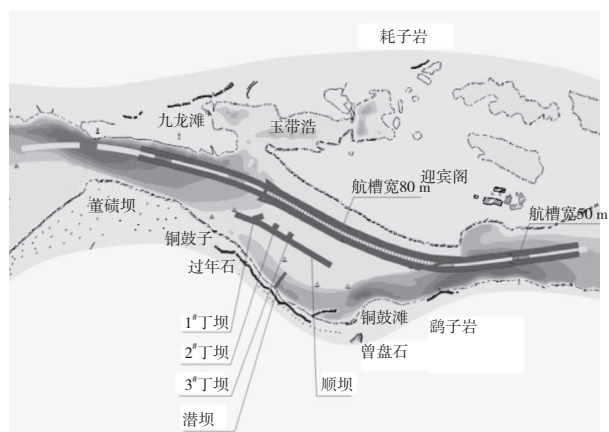 耗子岩
九龙滩
玉带浩
迎宾阁
航槽宽80 m
航槽宽50 m
董碛坝
铜鼓子
过年石
1#丁坝
2#丁坝
3#丁坝
潜坝
顺坝
铜鼓滩
鹞子岩
曾盘石